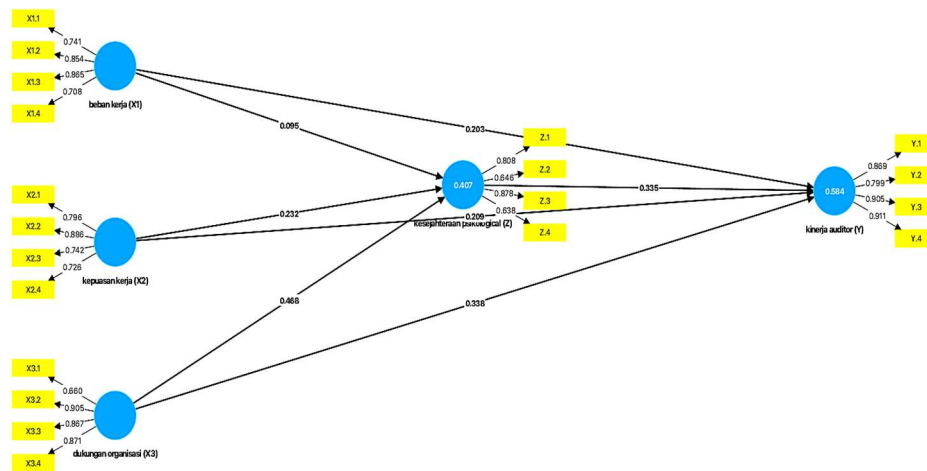 X1.1
0.741
X1.2
0.854
X1.3
0.865
X1.4
0.708
beban kerja (X1)
0.095
0.203
X2.1
0.796
X2.2
0.886
X2.3
0.742
X2.4
0.726
kepuasan kerja (X2)
0.232
0.209
X3.1
0.660
X3.2
0.905
X3.3
0.867
X3.4
0.871
dukungan organisasi (X3)
0.468
0.338
Z.1
0.808
Z.2
0.646
Z.3
0.878
Z.4
0.638
0.407
kesejahteraan psikological (Z)
0.335
Y.1
0.869
Y.2
0.799
Y.3
0.905
Y.4
0.911
0.584
kinerja auditor (Y)